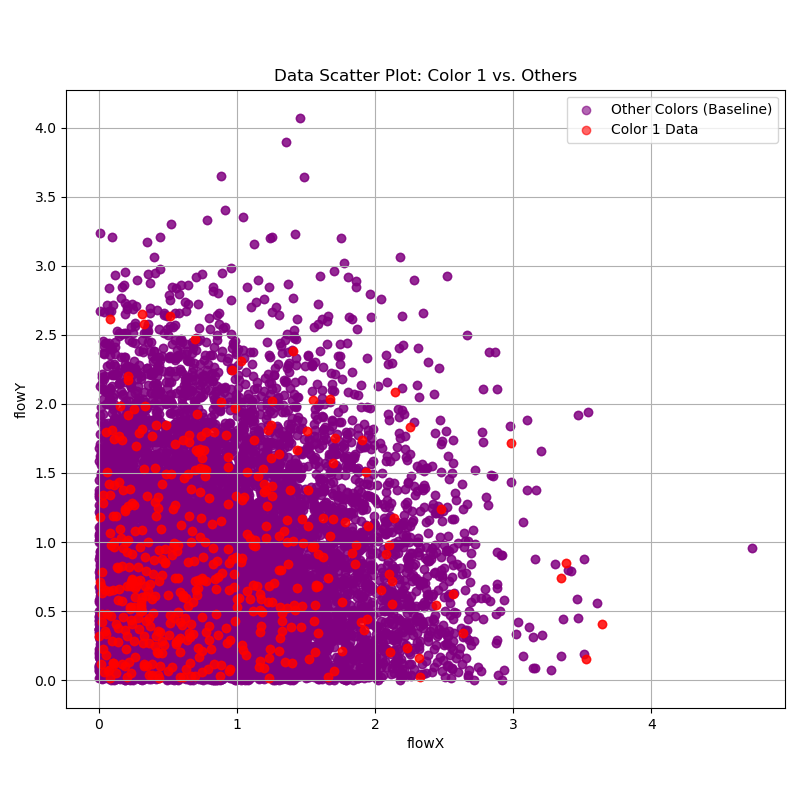 Data Scatter Plot: Color 1 vs. Others
Other Colors (Baseline)
Color 1 Data
4.0
3.5
3.0
2.5
2.0
1.5
1.0
0.5
0.0
flowY
0 1 2 3 4
flowX